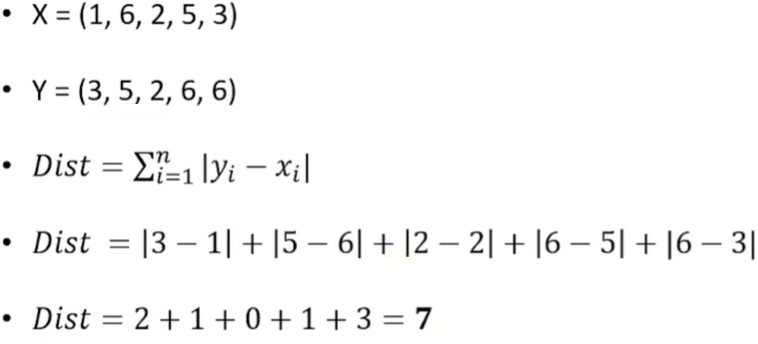 • X = (1, 6, 2, 5, 3)
• Y = (3, 5, 2, 6, 6)
• Dist = ∑ⁿᵢ₌₁ |yᵢ − xᵢ|
• Dist = |3 − 1| + |5 − 6| + |2 − 2| + |6 − 5| + |6 − 3|
• Dist = 2 + 1 + 0 + 1 + 3 = 7